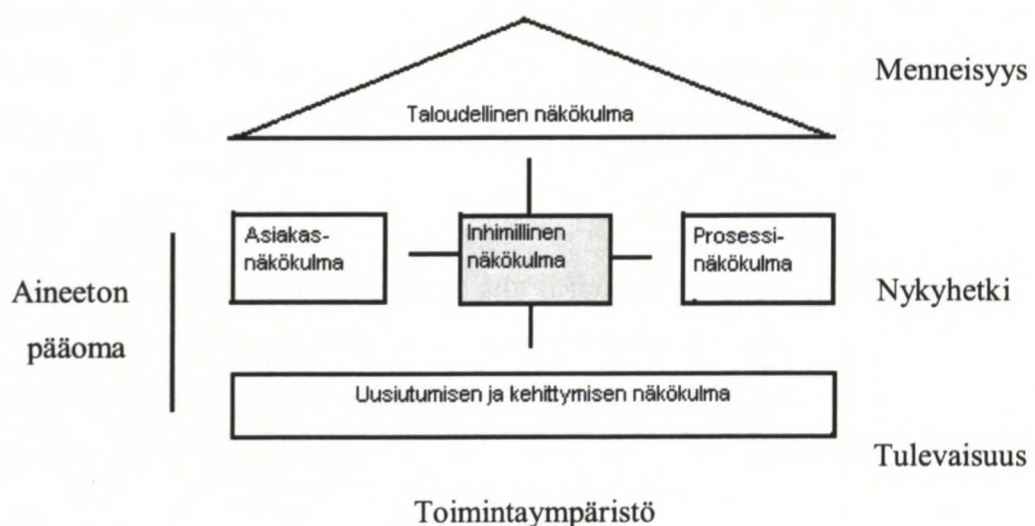 Menneisyys
Taloudellinen näkökulma
Asiakas-
näkökulma
Inhimillinen
näkökulma
Prosessi-
näkökulma
Aineeton
pääoma
Nykyhetki
Uusiutumisen ja kehittymisen näkökulma
Tulevaisuus
Toimintaympäristö